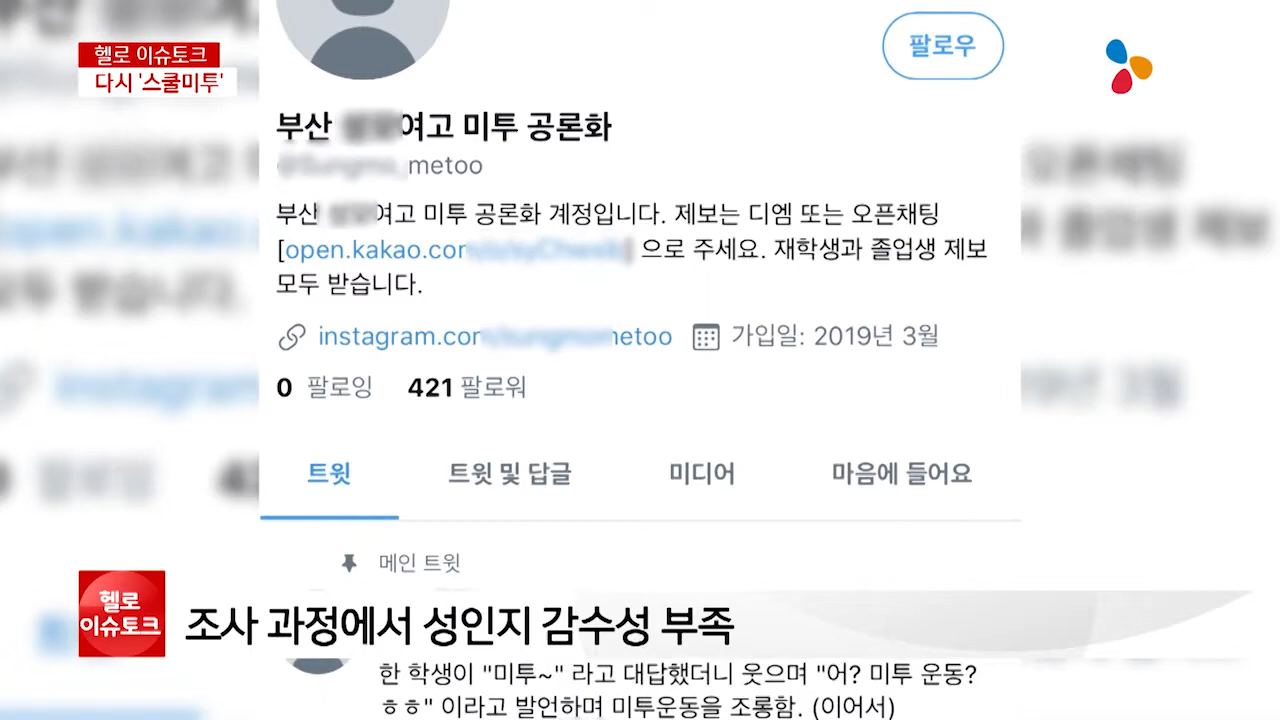 헬로 이슈토크
다시 '스쿨미투'
팔로우
부산 여고 미투 공론화
metoo
부산 여고 미투 공론화 계정입니다. 제보는 디엠 또는 오픈채팅
[open.kakao.com 으로 주세요. 재학생과 졸업생 제보
모두 받습니다.
instagram.com metoo 가입일: 2019년 3월
0 팔로잉 421 팔로워
트윗 트윗 및 답글 미디어 마음에 들어요
메인 트윗
헬로
이슈토크
조사 과정에서 성인지 감수성 부족
한 학생이 "미투~" 라고 대답했더니 웃으며 "어? 미투 운동?
ㅎㅎ" 이라고 발언하며 미투운동을 조롱함. (이어서)